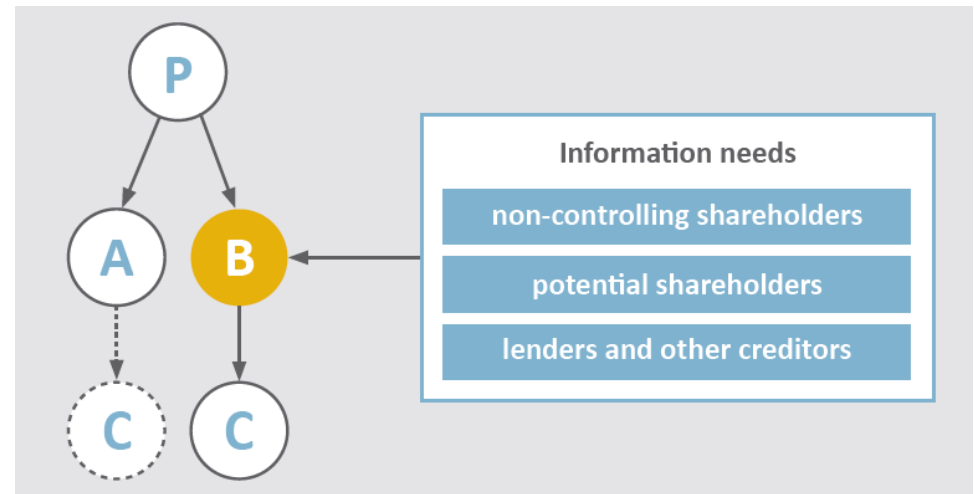 P
A
B
C
C
Information needs
non-controlling shareholders
potential shareholders
lenders and other creditors